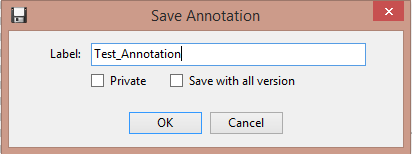 Save Annotation
Label: Test_Annotation
Private Save with all version
OK Cancel